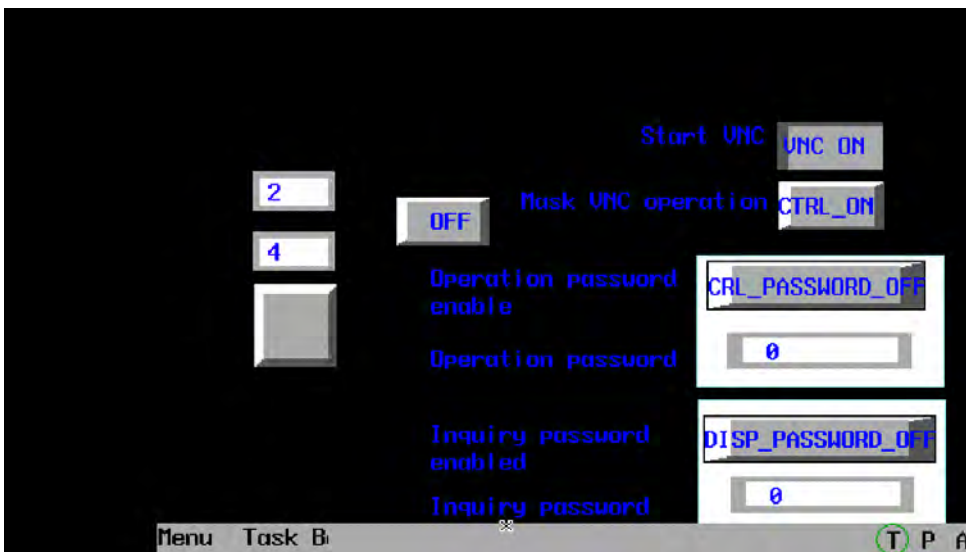 Start VNC VNC ON
2
Mask VNC operation CTRL_ON
OFF
4
Operation password enable
CRL_PASSWORD_OFF
Operation password 0
Inquiry password enabled
DISP_PASSWORD_OFF
Inquiry password 0
Menu Task T P A